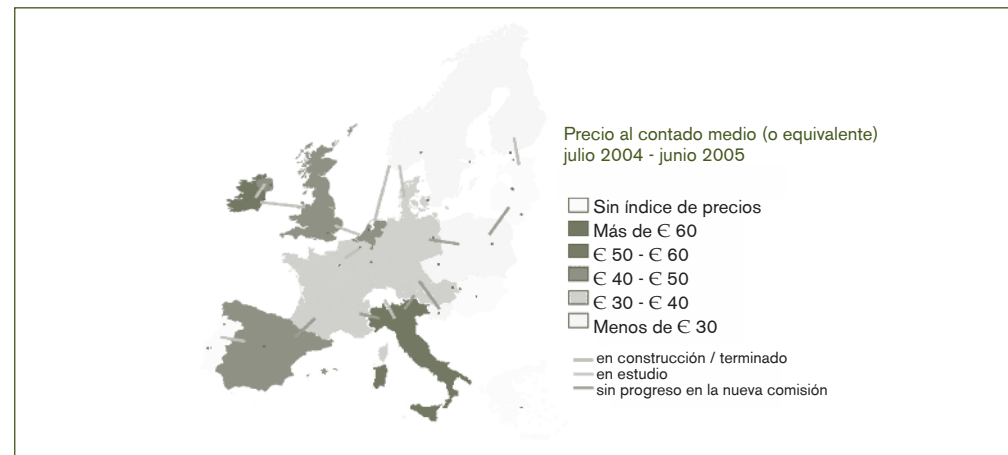 Precio al contado medio (o equivalente)
julio 2004 - junio 2005
Sin índice de precios
Más de € 60
€ 50 - € 60
€ 40 - € 50
€ 30 - € 40
Menos de € 30
en construcción / terminado
en estudio
sin progreso en la nueva comisión